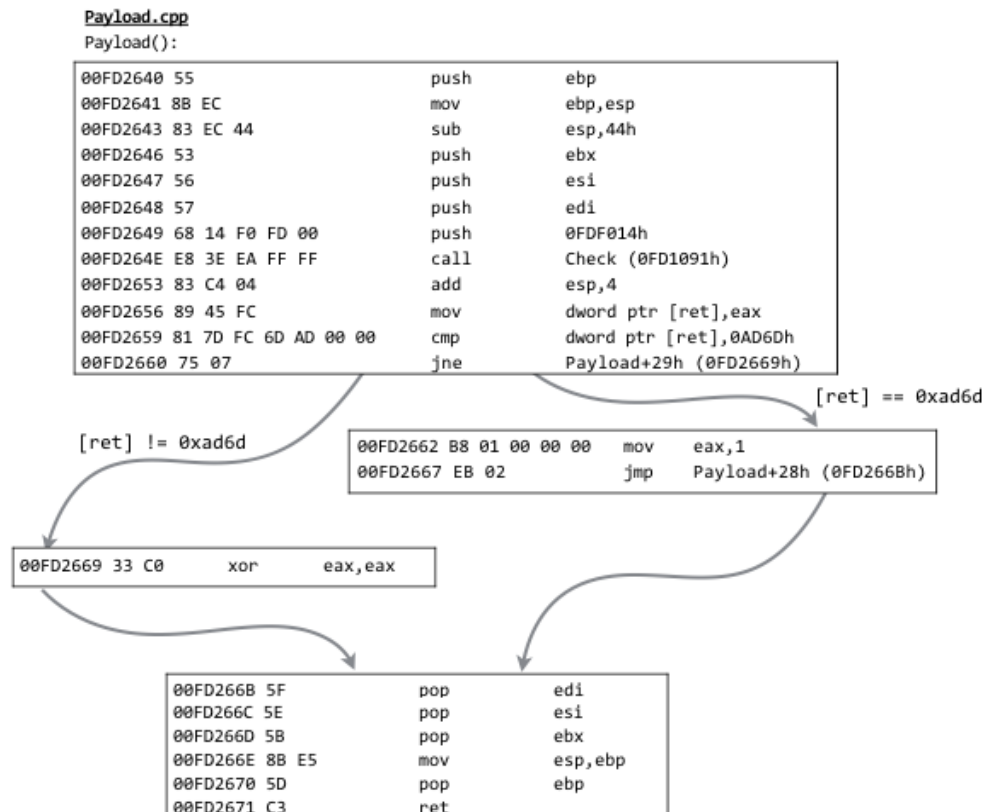 Payload.cpp
Payload():
00FD2640 55 push ebp
00FD2641 8B EC mov ebp,esp
00FD2643 83 EC 44 sub esp,44h
00FD2646 53 push ebx
00FD2647 56 push esi
00FD2648 57 push edi
00FD2649 68 14 F0 FD 00 push 0FDF014h
00FD264E E8 3E EA FF FF call Check (0FD1091h)
00FD2653 83 C4 04 add esp,4
00FD2656 89 45 FC mov dword ptr [ret],eax
00FD2659 81 7D FC 6D AD 00 00 cmp dword ptr [ret],0AD6Dh
00FD2660 75 07 jne Payload+29h (0FD2669h)
[ret] == 0xad6d
[ret] != 0xad6d
00FD2662 B8 01 00 00 00 mov eax,1
00FD2667 EB 02 jmp Payload+28h (0FD266Bh)
00FD2669 33 C0 xor eax,eax
00FD266B 5F pop edi
00FD266C 5E pop esi
00FD266D 5B pop ebx
00FD266E 8B E5 mov esp,ebp
00FD2670 5D pop ebp
00FD2671 C3 ret